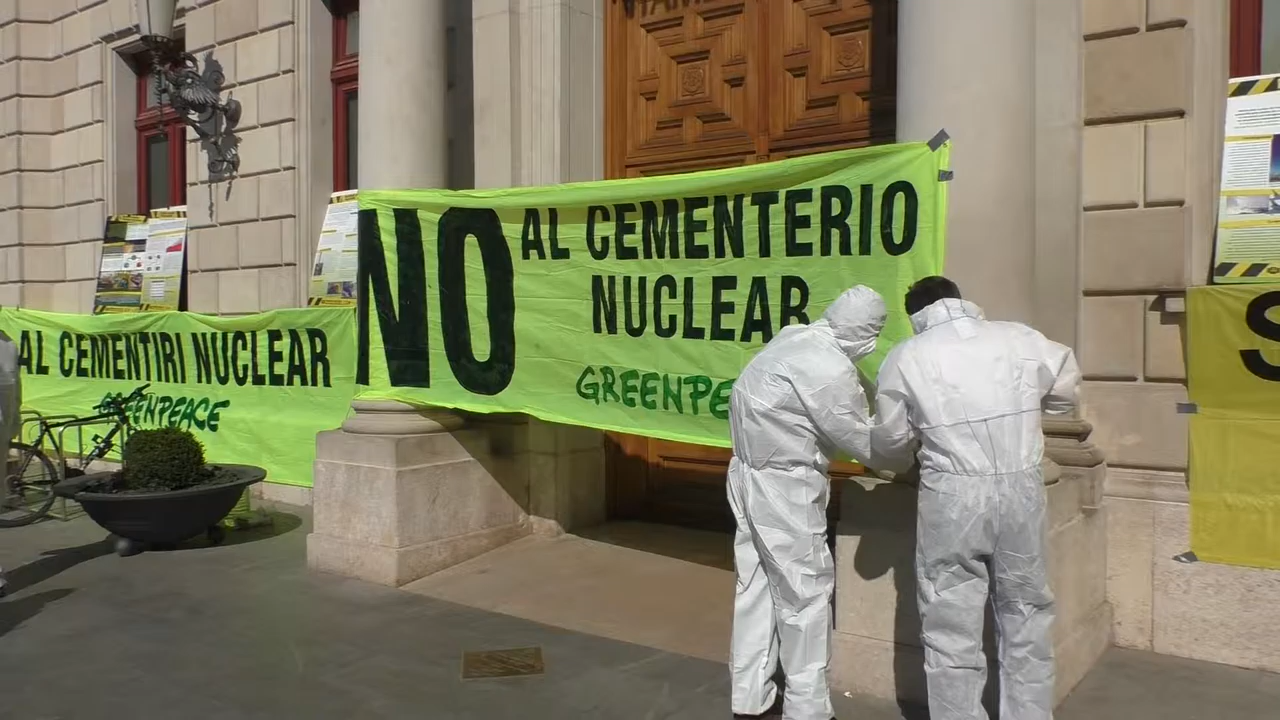 AL CEMENTIRI NUCLEAR
GREENPEACE
NO
AL CEMENTERIO
NUCLEAR
GREENPE
S